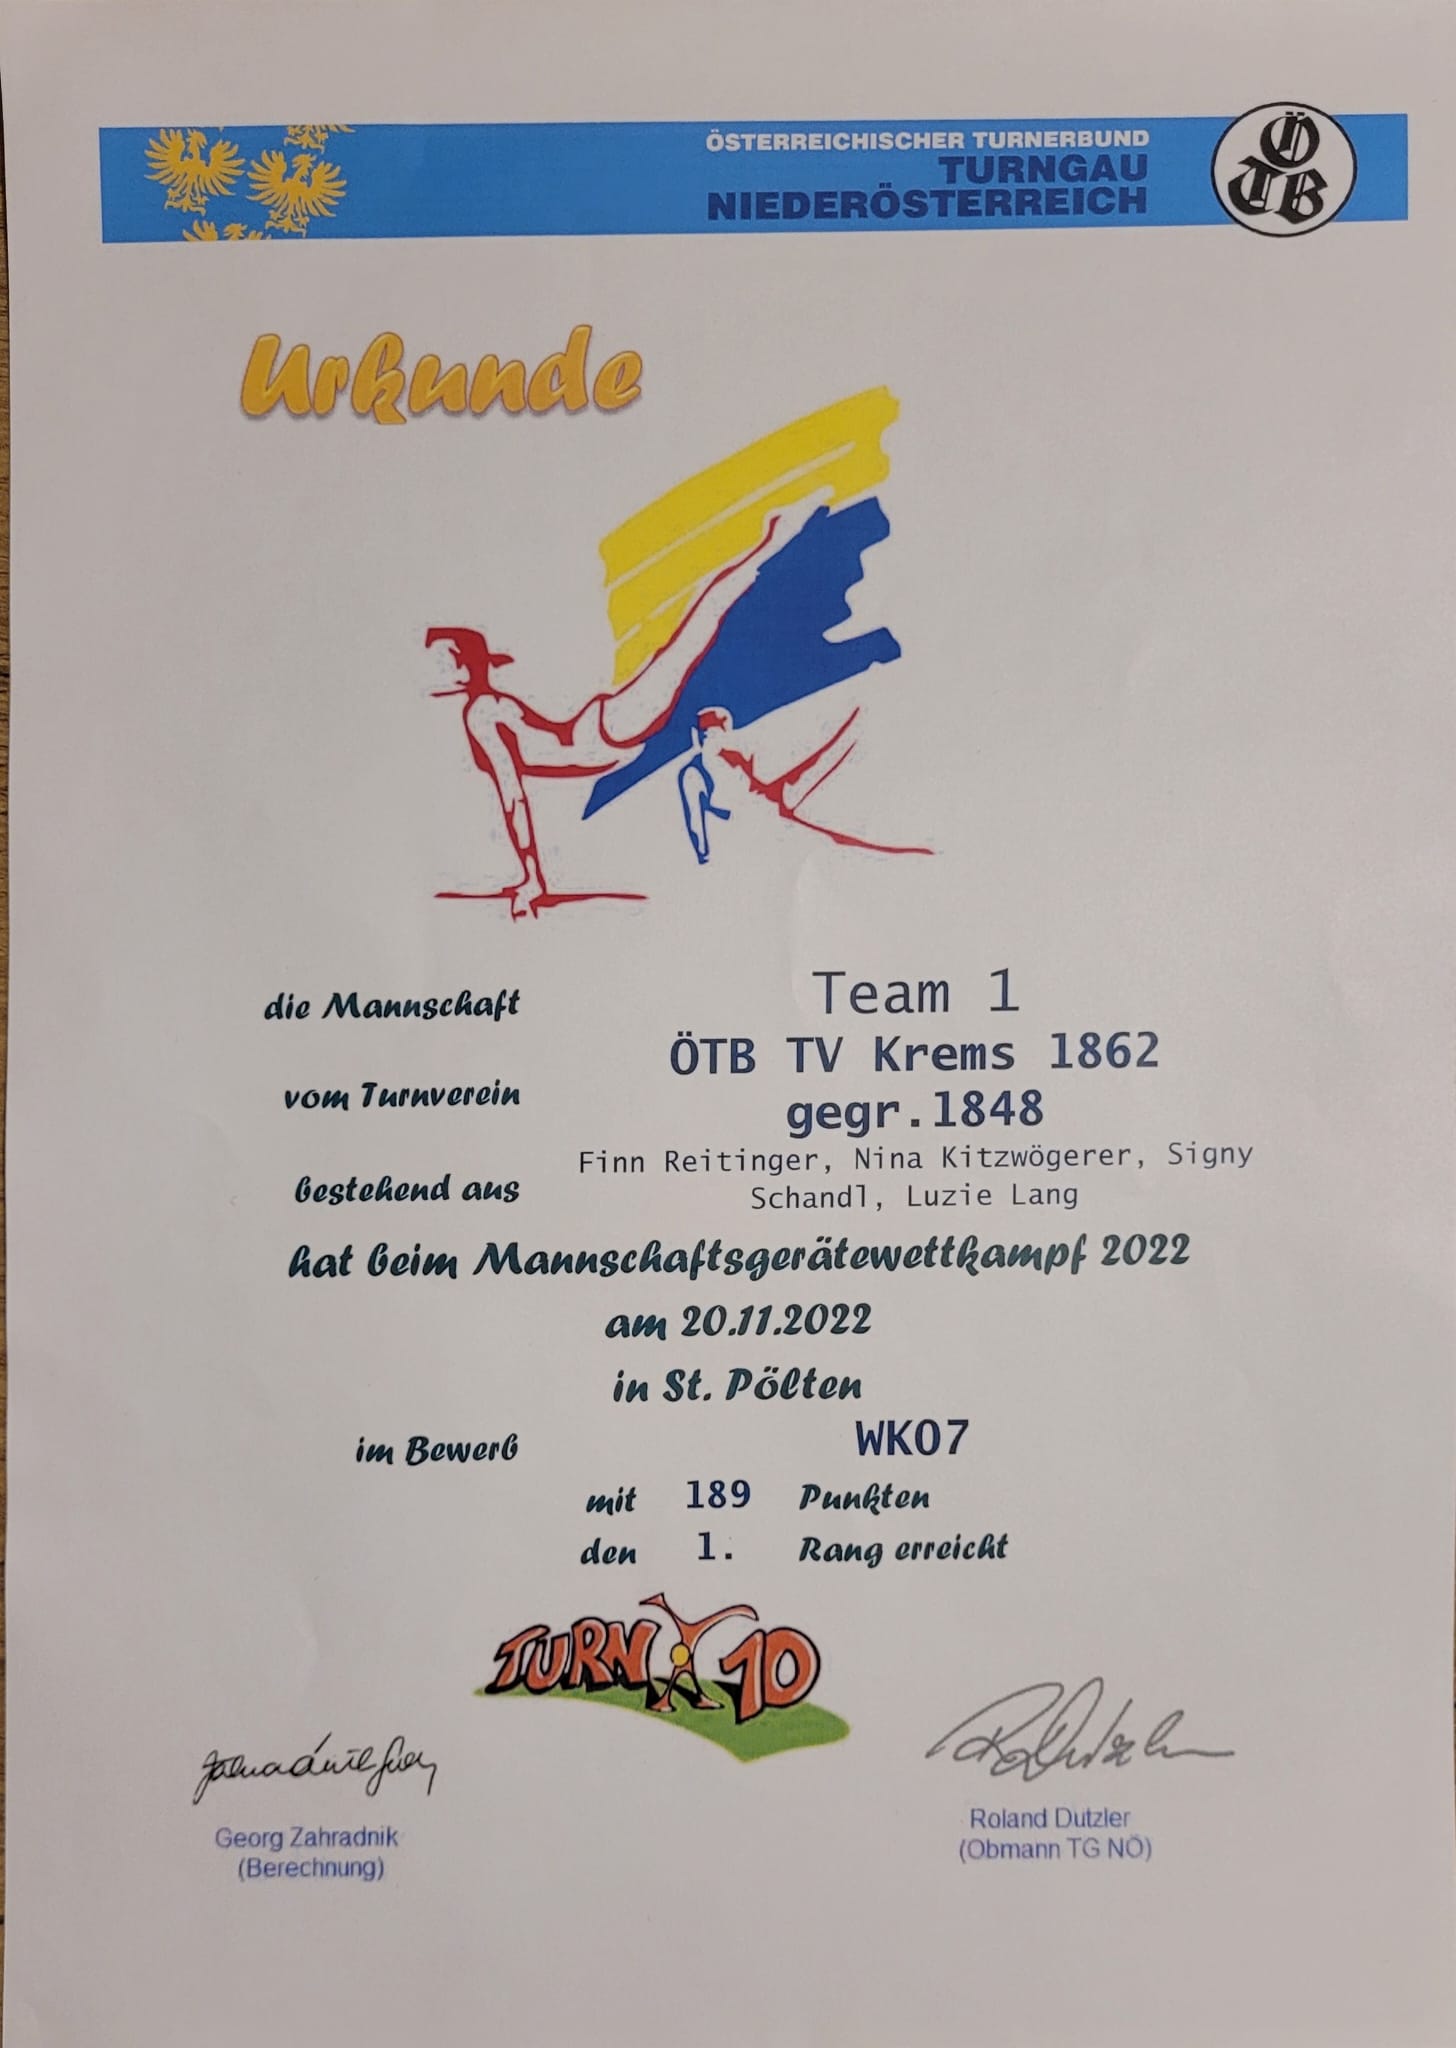 ÖSTERREICHISCHER TURNERBUND
TURNGAU
NIEDERÖSTERREICH
ÖTB
Urkunde
die Mannschaft Team 1
vom Turnverein ÖTB TV Krems 1862
gegr.1848
bestehend aus Finn Reitinger, Nina Kitzwögerer, Signy
Schandl, Luzie Lang
hat beim Mannschaftsgerätewettkampf 2022
am 20.11.2022
in St. Pölten
im Bewerb WK07
mit 189 Punkten
den 1. Rang erreicht
TURN 10
Georg Zahradnik
(Berechnung)
Roland Dutzler
(Obmann TG NÖ)